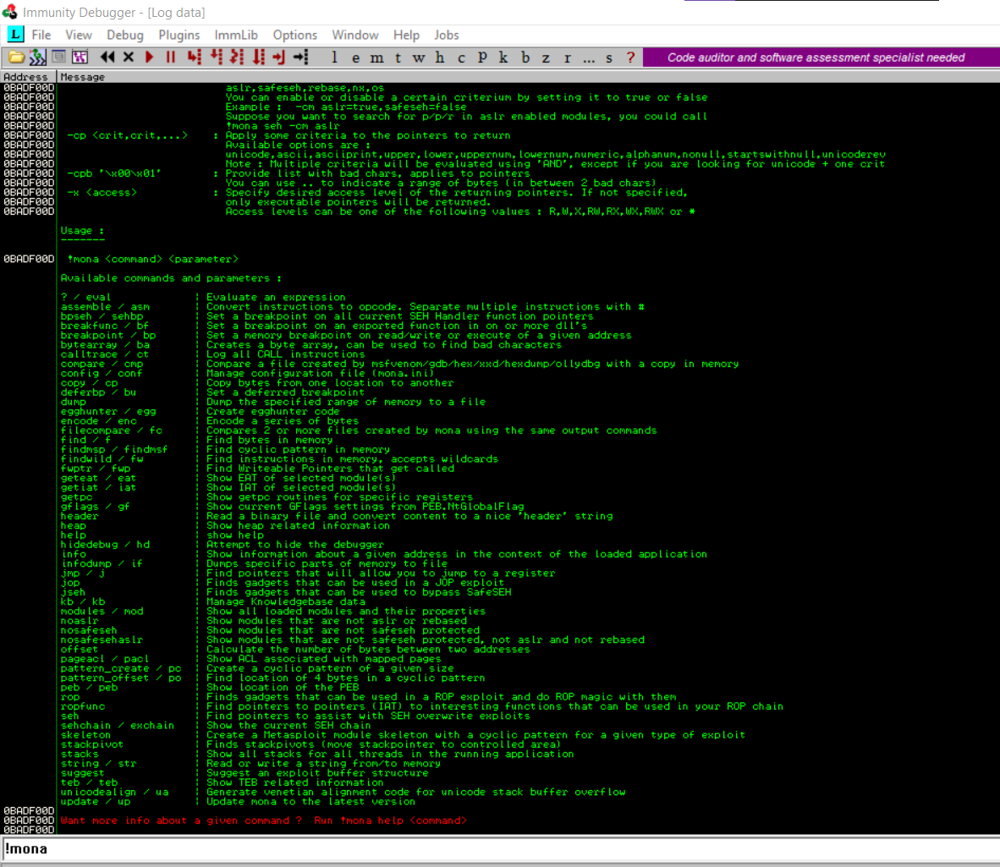 Immunity Debugger - [Log data]
L File View Debug Plugins ImmLib Options Window Help Jobs
l e m t w h c P k b z r ... s ? Code auditor and software assessment specialist needed
Address Message
0BADF00D aslr,safeseh,rebase,nx,os
0BADF00D You can enable or disable a certain criterium by setting it to true or false
0BADF00D Example : -cm aslr=true,safeseh=false
0BADF00D Suppose you want to search for p/p/r in aslr enabled modules, you could call
0BADF00D !mona seh -cm aslr
0BADF00D -cp <crit,crit,...> : Apply some criteria to the pointers to return
0BADF00D Available options are :
0BADF00D unicode,ascii,asciiprint,upper,lower,uppernum,lowernum,numeric,alphanum,nonull,startswithnull,unicoderev
0BADF00D Note : Multiple criteria will be evaluated using 'AND', except if you are looking for unicode + one crit
0BADF00D -cpb '\x00\x01' : Provide list with bad chars, applies to pointers
0BADF00D You can use .. to indicate a range of bytes (in between 2 bad chars)
0BADF00D -x <access> : Specify desired access level of the returning pointers. If not specified,
0BADF00D only executable pointers will be returned.
0BADF00D Access levels can be one of the following values : R,W,X,RW,RX,WX,RWX or *
Usage :
-------
0BADF00D !mona <command> <parameter>
Available commands and parameters :
? / eval | Evaluate an expression
assemble / asm | Convert instructions to opcode. Separate multiple instructions with #
bpseh / sehbp | Set a breakpoint on all current SEH Handler function pointers
breakfunc / bf | Set a breakpoint on an exported function in on or more dll's
breakpoint / bp | Set a memory breakpoint on read/write or execute of a given address
bytearray / ba | Creates a byte array, can be used to find bad characters
calltrace / ct | Log all CALL instructions
compare / cmp | Compare a file created by msfvenom/gdb/hex/xxd/hexdump/ollydbg with a copy in memory
config / conf | Manage configuration file (mona.ini)
copy / cp | Copy bytes from one location to another
deferbp / bu | Set a deferred breakpoint
dump | Dump the specified range of memory to a file
egghunter / egg | Create egghunter code
encode / enc | Encode a series of bytes
filecompare / fc | Compares 2 or more files created by mona using the same output commands
find / f | Find bytes in memory
findmsp / findmsf | Find cyclic pattern in memory
findwild / fw | Find instructions in memory, accepts wildcards
fwptr / fwp | Find Writeable Pointers that get called
geteat / eat | Show EAT of selected module(s)
getiat / iat | Show IAT of selected module(s)
getpc | Show getpc routines for specific registers
gflags / gf | Show current GFlags settings from PEB.NtGlobalFlag
header | Read a binary file and convert content to a nice 'header' string
heap | Show heap related information
help | show help
hidedebug / hd | Attempt to hide the debugger
info | Show information about a given address in the context of the loaded application
infodump / if | Dumps specific parts of memory to file
jmp / j | Find pointers that will allow you to jump to a register
jop | Finds gadgets that can be used in a JOP exploit
jseh | Finds gadgets that can be used to bypass SafeSEH
kb / kb | Manage Knowledgebase data
modules / mod | Show all loaded modules and their properties
noaslr | Show modules that are not aslr or rebased
nosafeseh | Show modules that are not safeseh protected
nosafesehaslr | Show modules that are not safeseh protected, not aslr and not rebased
offset | Calculate the number of bytes between two addresses
pageacl / pacl | Show ACL associated with mapped pages
pattern_create / pc | Create a cyclic pattern of a given size
pattern_offset / po | Find location of 4 bytes in a cyclic pattern
peb / peb | Show location of the PEB
rop | Finds gadgets that can be used in a ROP exploit and do ROP magic with them
ropfunc | Find pointers to pointers (IAT) to interesting functions that can be used in your ROP chain
seh | Find pointers to assist with SEH overwrite exploits
sehchain / exchain | Show the current SEH chain
skeleton | Create a Metasploit module skeleton with a cyclic pattern for a given type of exploit
stackpivot | Finds stackpivots (move stackpointer to controlled area)
stacks | Show all stacks for all threads in the running application
string / str | Read or write a string from/to memory
suggest | Suggest an exploit buffer structure
teb / teb | Show TEB related information
unicodealign / ua | Generate venetian alignment code for unicode stack buffer overflow
update / up | Update mona to the latest version
0BADF00D
0BADF00D Want more info about a given command ? Run !mona help <command>
0BADF00D
!mona